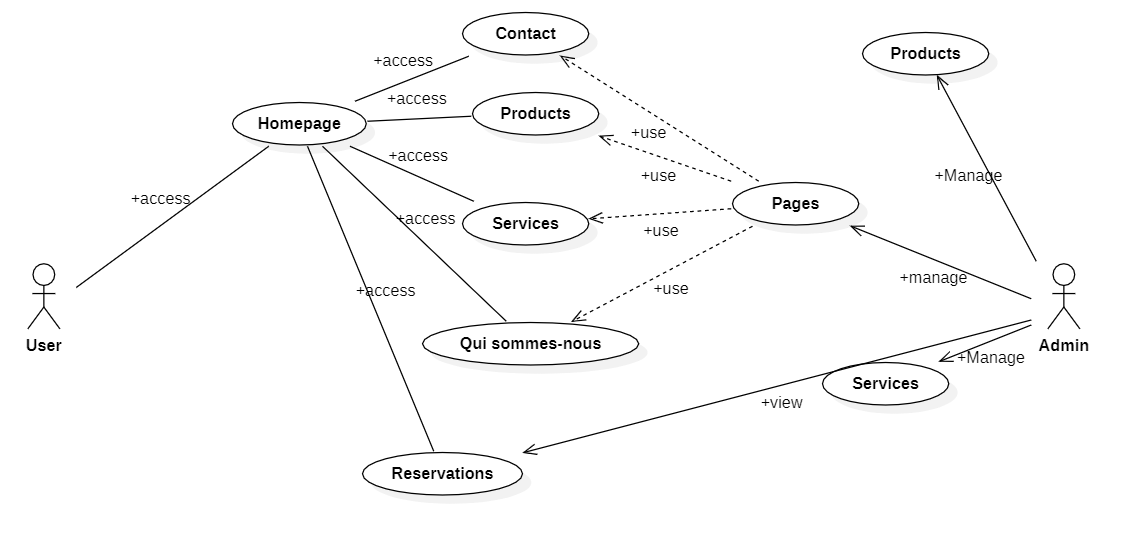 Contact
Products
+access
+access
Products
Homepage
+use
+access
+use
+Manage
+access
Pages
+access
Services
+use
+manage
+use
+access
User
Qui sommes-nous
Admin
+Manage
Services
+view
Reservations